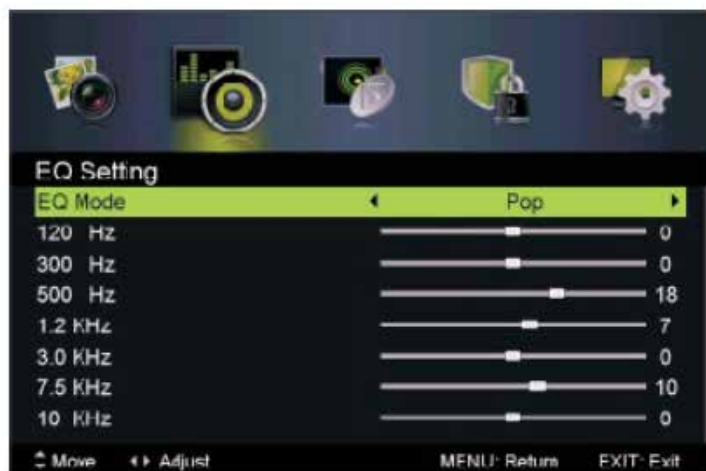 EQ Setting
EQ Mode Pop
120 Hz 0
300 Hz 0
500 Hz 18
1.2 KHz 7
3.0 KHz 0
7.5 KHz 10
10 KHz 0
Move Adjust MENU: Return EXIT: Exit